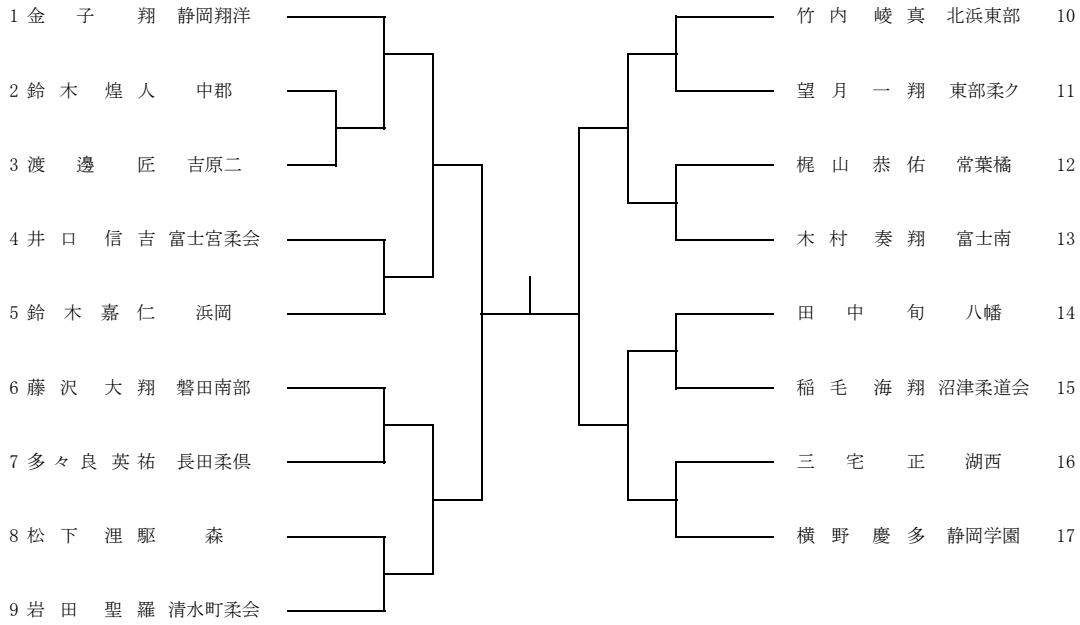 1 金子 翔 静岡翔洋
2 鈴木 煌人 中郡
3 渡邊 匠 吉原二
4 井口 信吉 富士宮柔会
5 鈴木 嘉仁 浜岡
6 藤沢 大翔 磐田南部
7 多々良 英祐 長田柔倶
8 松下 浬駆 森
9 岩田 聖羅 清水町柔会
竹内 崚真 北浜東部 10
望月 一翔 東部柔ク 11
梶山 恭佑 常葉橘 12
木村 奏翔 富士南 13
田中 旬 八幡 14
稲毛 海翔 沼津柔道会 15
三宅 正 湖西 16
横野 慶多 静岡学園 17